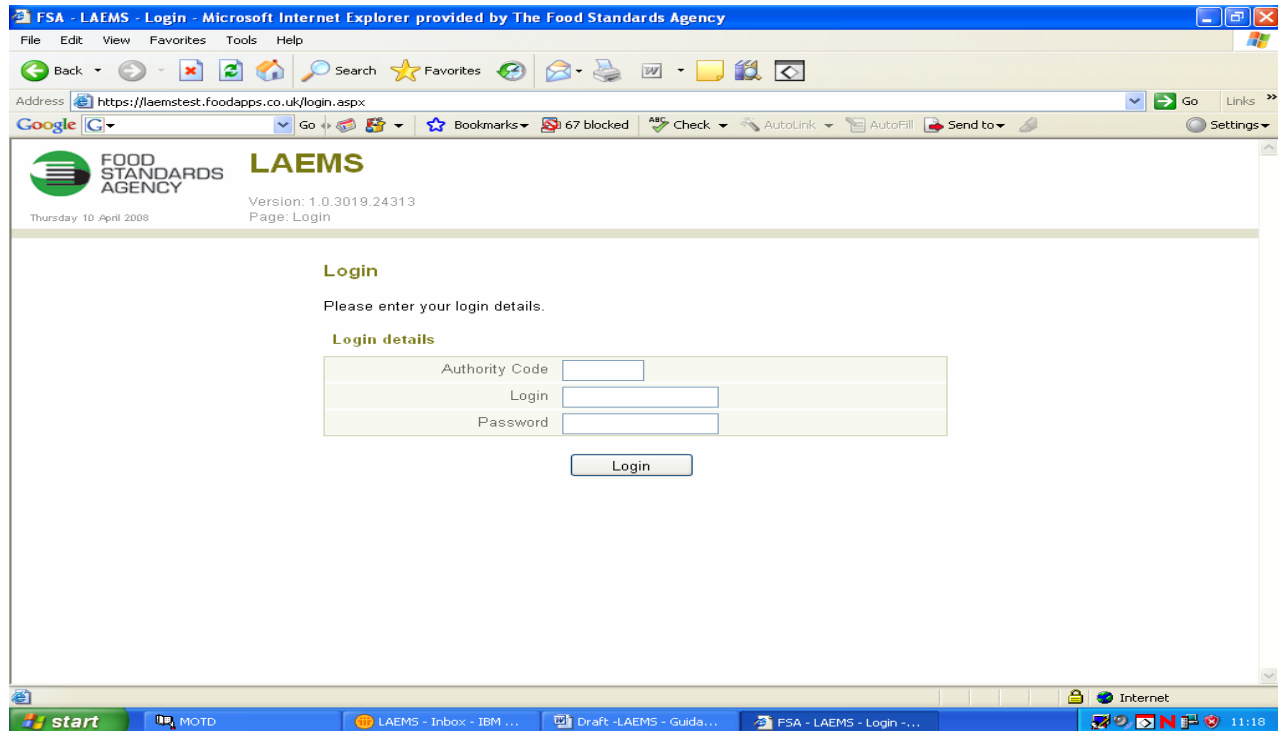 FSA - LAEMS - Login - Microsoft Internet Explorer provided by The Food Standards Agency
File Edit View Favorites Tools Help
Back Search Favorites
Address https://laemstest.foodapps.co.uk/login.aspx Go Links »
Google G Go Bookmarks 67 blocked ABC Check AutoLink AutoFill Send to Settings
FOOD
STANDARDS
AGENCY
LAEMS
Version: 1.0.3019.24313
Thursday 10 April 2008
Page: Login
Login
Please enter your login details.
Login details
Authority Code
Login
Password
Login
Internet
start MOTD LAEMS - Inbox - IBM ... Draft -LAEMS - Guida... FSA - LAEMS - Login -... N 11:18